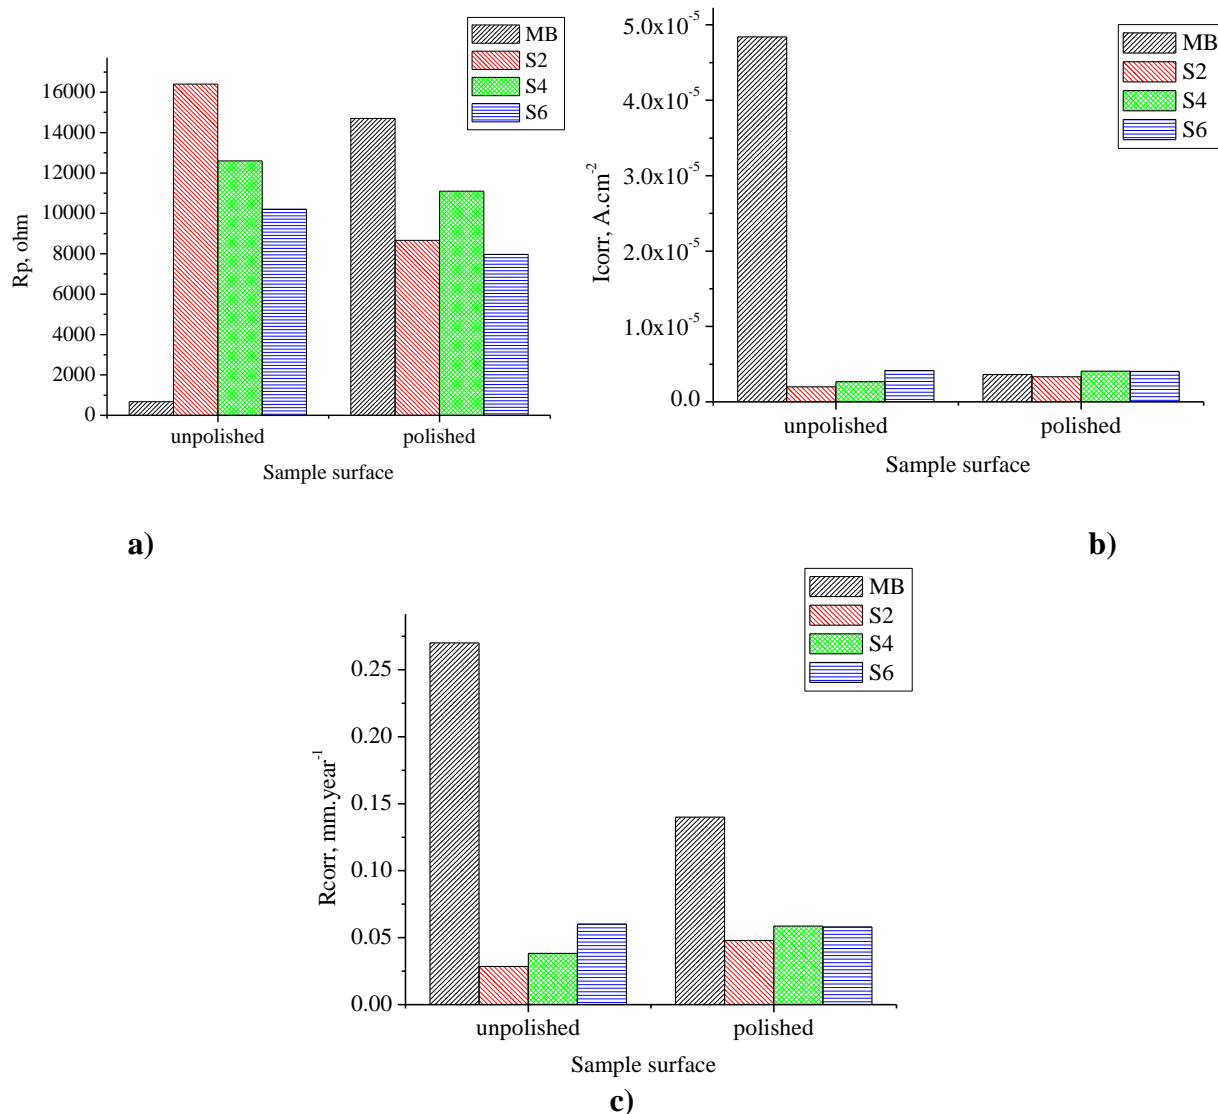 MB
S2
S4
S6
16000
14000
12000
10000
8000
6000
4000
2000
0
Rp, ohm
unpolished polished
Sample surface
a)
MB
S2
S4
S6
5.0x10⁻⁵
4.0x10⁻⁵
3.0x10⁻⁵
2.0x10⁻⁵
1.0x10⁻⁵
0.0
Icorr, A.cm⁻²
unpolished polished
Sample surface
b)
MB
S2
S4
S6
0.25
0.20
0.15
0.10
0.05
0.00
Rcorr, mm.year⁻¹
unpolished polished
Sample surface
c)